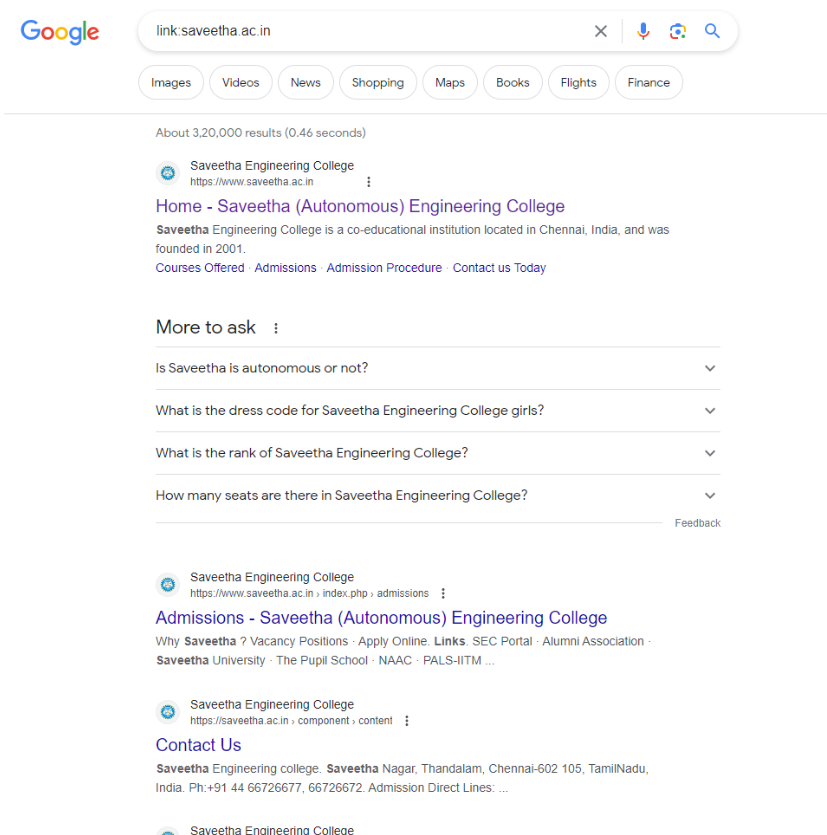 Google
link:saveetha.ac.in
Images Videos News Shopping Maps Books Flights Finance
About 3,20,000 results (0.46 seconds)
Saveetha Engineering College
https://www.saveetha.ac.in
Home - Saveetha (Autonomous) Engineering College
Saveetha Engineering College is a co-educational institution located in Chennai, India, and was
founded in 2001.
Courses Offered · Admissions · Admission Procedure · Contact us Today
More to ask
Is Saveetha is autonomous or not?
What is the dress code for Saveetha Engineering College girls?
What is the rank of Saveetha Engineering College?
How many seats are there in Saveetha Engineering College?
Feedback
Saveetha Engineering College
https://www.saveetha.ac.in › index.php › admissions
Admissions - Saveetha (Autonomous) Engineering College
Why Saveetha ? Vacancy Positions · Apply Online. Links. SEC Portal · Alumni Association ·
Saveetha University · The Pupil School · NAAC · PALS-IITM ...
Saveetha Engineering College
https://saveetha.ac.in › component › content
Contact Us
Saveetha Engineering college. Saveetha Nagar, Thandalam, Chennai-602 105, TamilNadu,
India. Ph:+91 44 66726677, 66726672. Admission Direct Lines: ...
Saveetha Engineering College